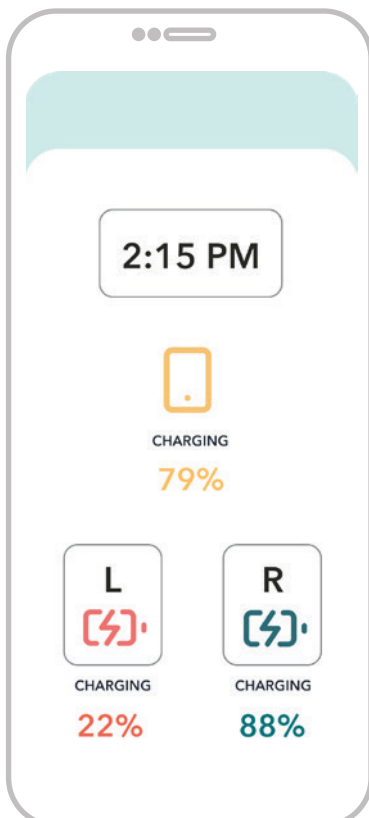 2:15 PM
CHARGING
79%
L
R
CHARGING
CHARGING
22%
88%